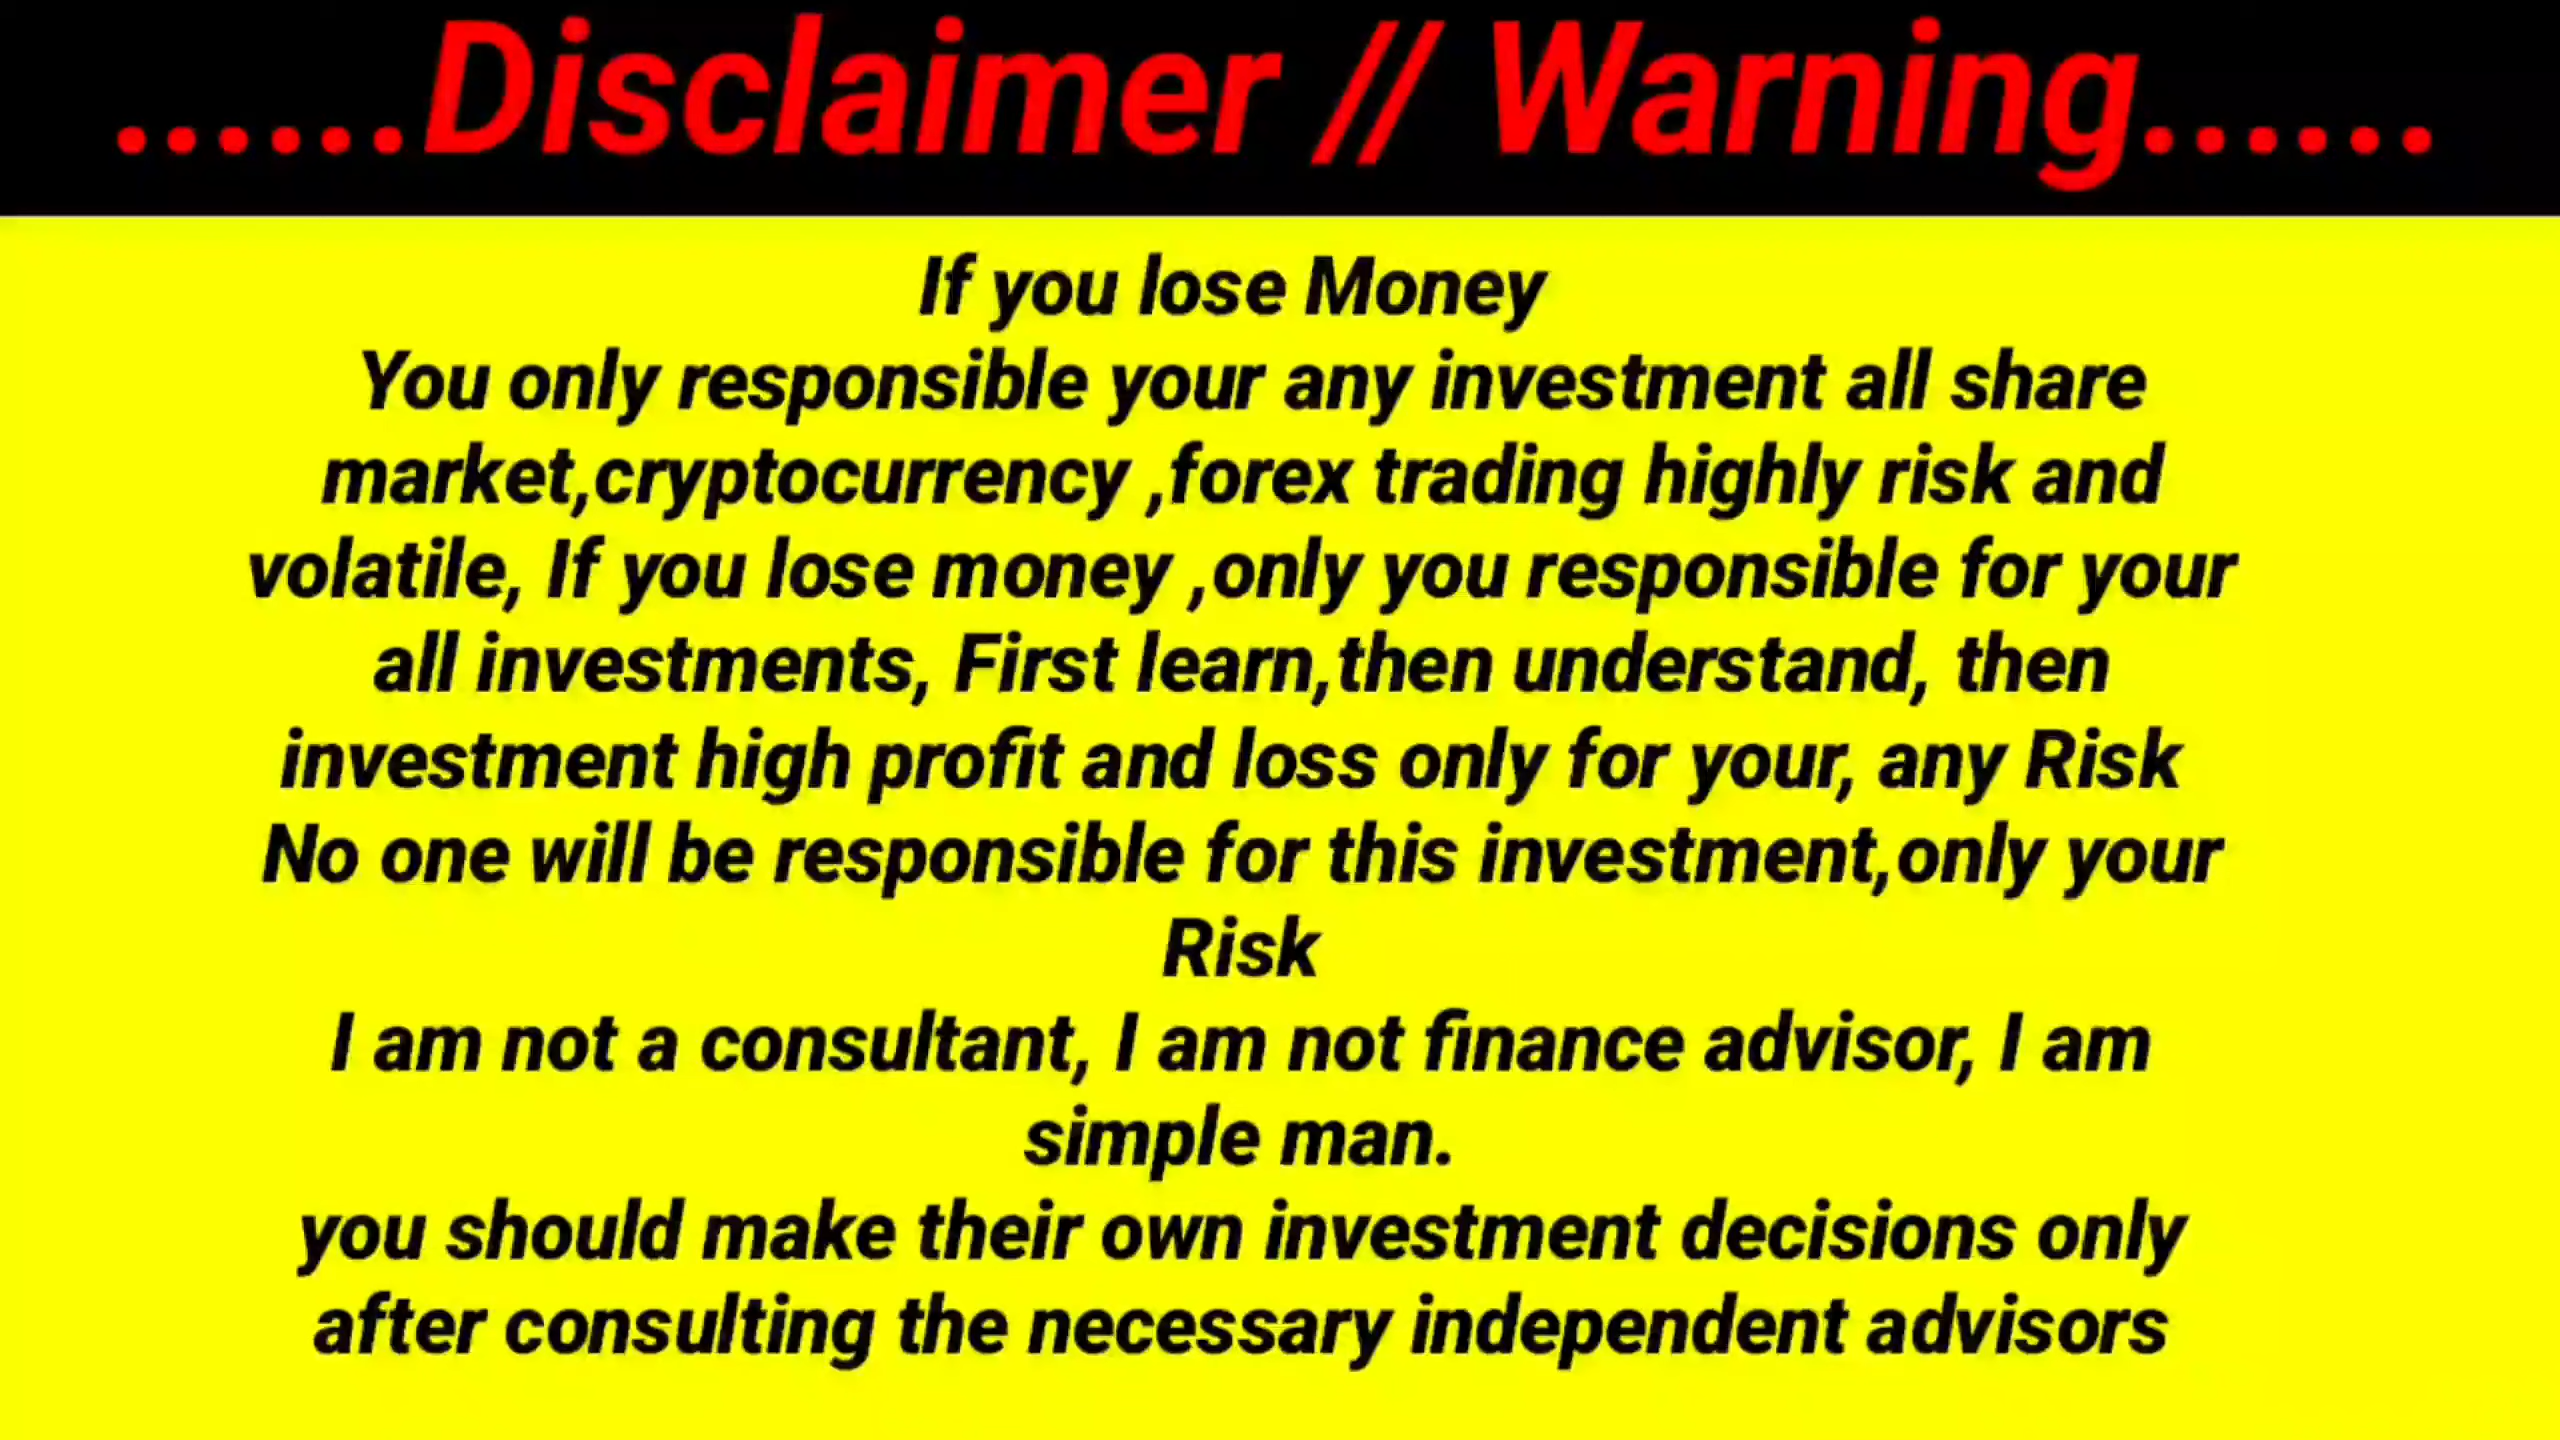 ......Disclaimer // Warning......
If you lose Money
You only responsible your any investment all share
market,cryptocurrency ,forex trading highly risk and
volatile, If you lose money ,only you responsible for your
all investments, First learn,then understand, then
investment high profit and loss only for your, any Risk
No one will be responsible for this investment,only your
Risk
I am not a consultant, I am not finance advisor, I am
simple man.
you should make their own investment decisions only
after consulting the necessary independent advisors